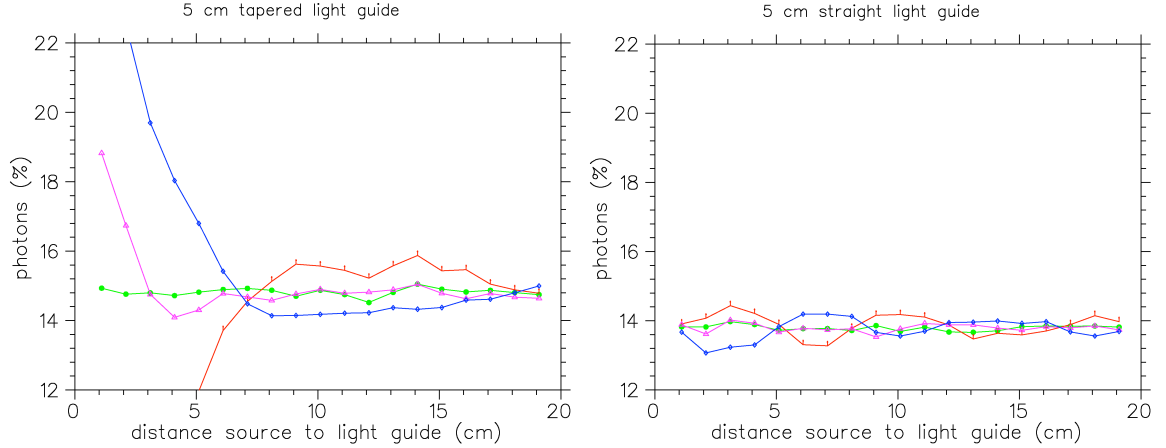 5 cm tapered light guide
22
20
18
16
14
12
photons (%)
0 5 10 15 20
distance source to light guide (cm)
5 cm straight light guide
22
20
18
16
14
12
photons (%)
0 5 10 15 20
distance source to light guide (cm)